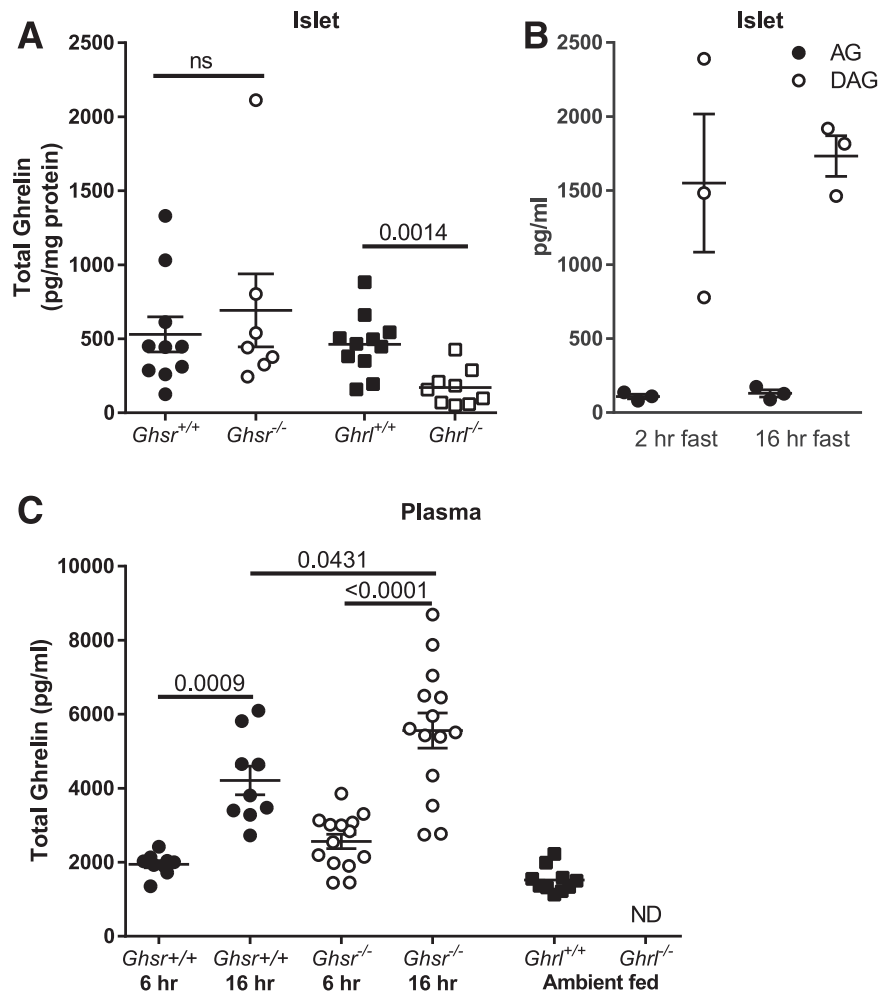 A
Islet
Total Ghrelin
(pg/mg protein)
2500
2000
1500
1000
500
0
ns
0.0014
Ghsr+/+
Ghsr-/-
Ghrl+/+
Ghrl-/-
B
Islet
AG
DAG
pg/ml
2500
2000
1500
1000
500
0
2 hr fast
16 hr fast
C
Plasma
Total Ghrelin (pg/ml)
10000
8000
6000
4000
2000
0
0.0431
<0.0001
0.0009
ND
Ghsr+/+
6 hr
Ghsr+/+
16 hr
Ghsr-/-
6 hr
Ghsr-/-
16 hr
Ghrl+/+
Ghrl-/-
Ambient fed